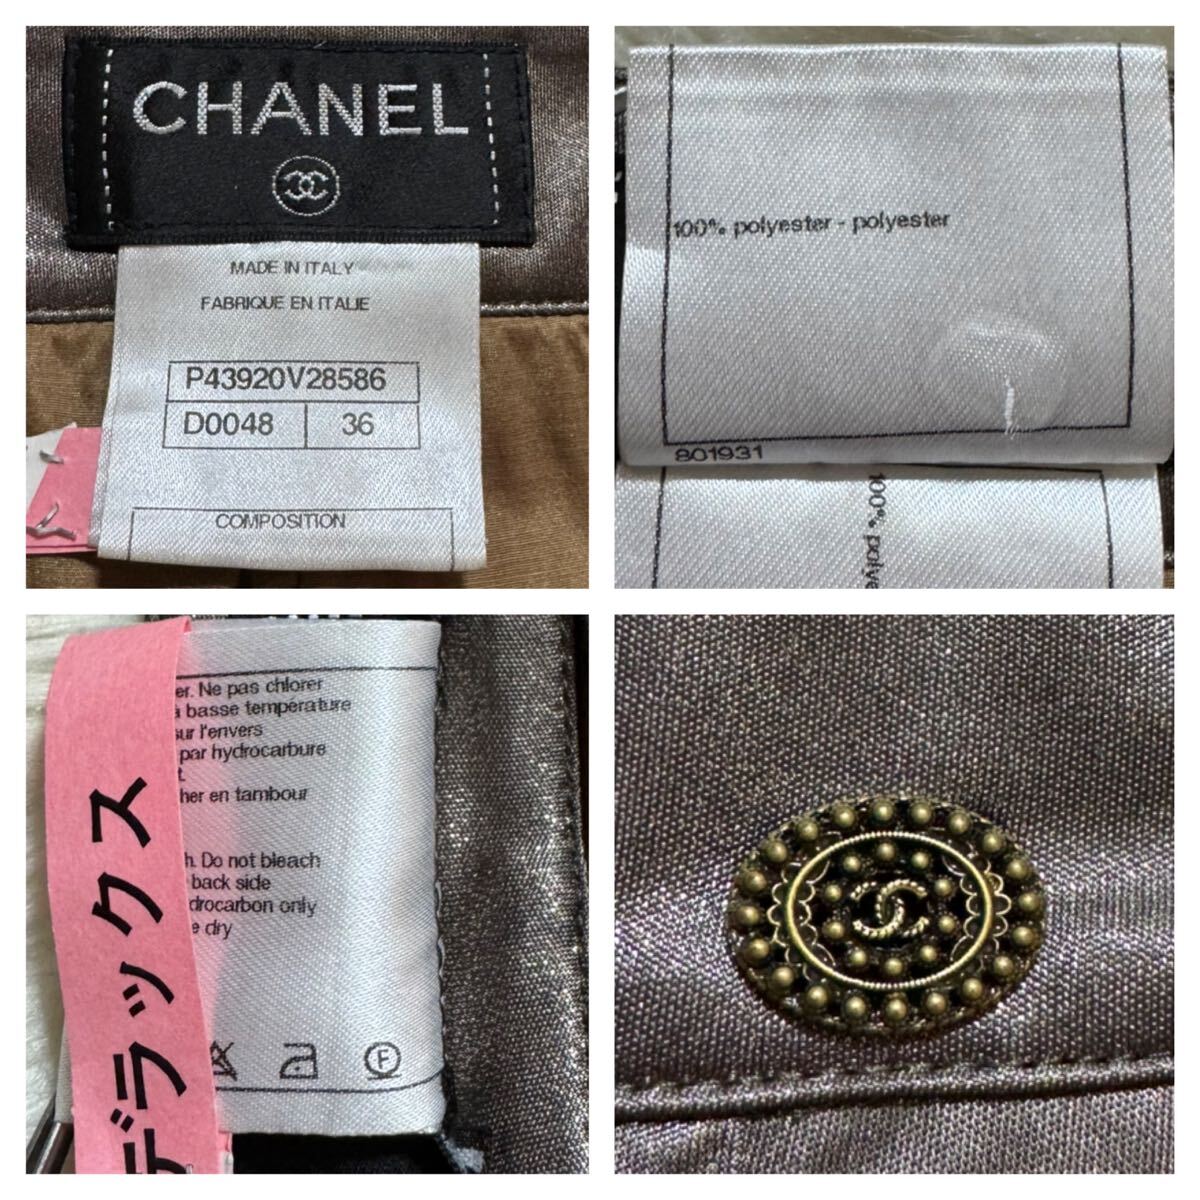 CHANEL
MADE IN ITALY
FABRIQUE EN ITALIE
P43920V28586
D0048 36
COMPOSITION
100% polyester - polyester
801931
100% polye
er. Ne pas chlorer
à basse température
sur l'envers
par hydrocarbure
t.
her en tambour
h. Do not bleach
back side
drocarbon only
e dry
F
デラックス